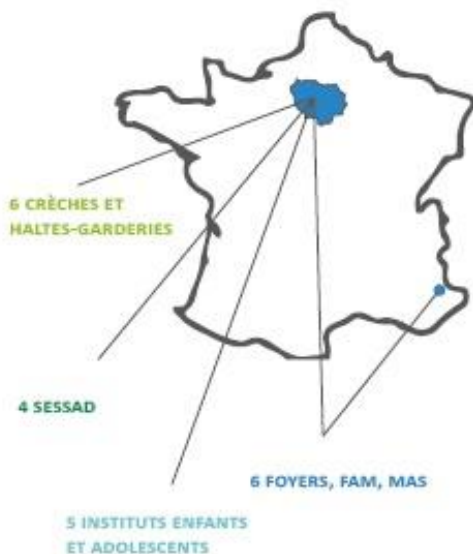 6 CRÈCHES ET
HALTES-GARDERIES
4 SESSAD
6 FOYERS, FAM, MAS
5 INSTITUTS ENFANTS
ET ADOLESCENTS